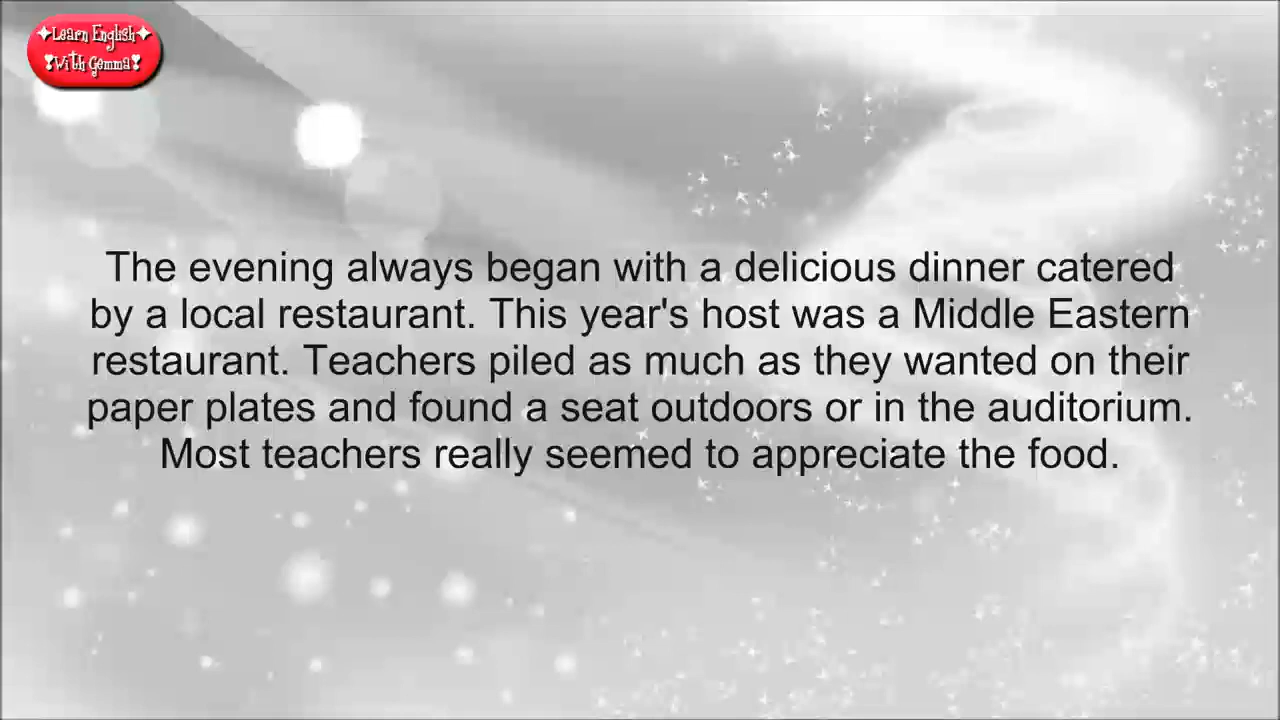 ✦Learn English✦
❣With Gemma❣
The evening always began with a delicious dinner catered
by a local restaurant. This year's host was a Middle Eastern
restaurant. Teachers piled as much as they wanted on their
paper plates and found a seat outdoors or in the auditorium.
Most teachers really seemed to appreciate the food.